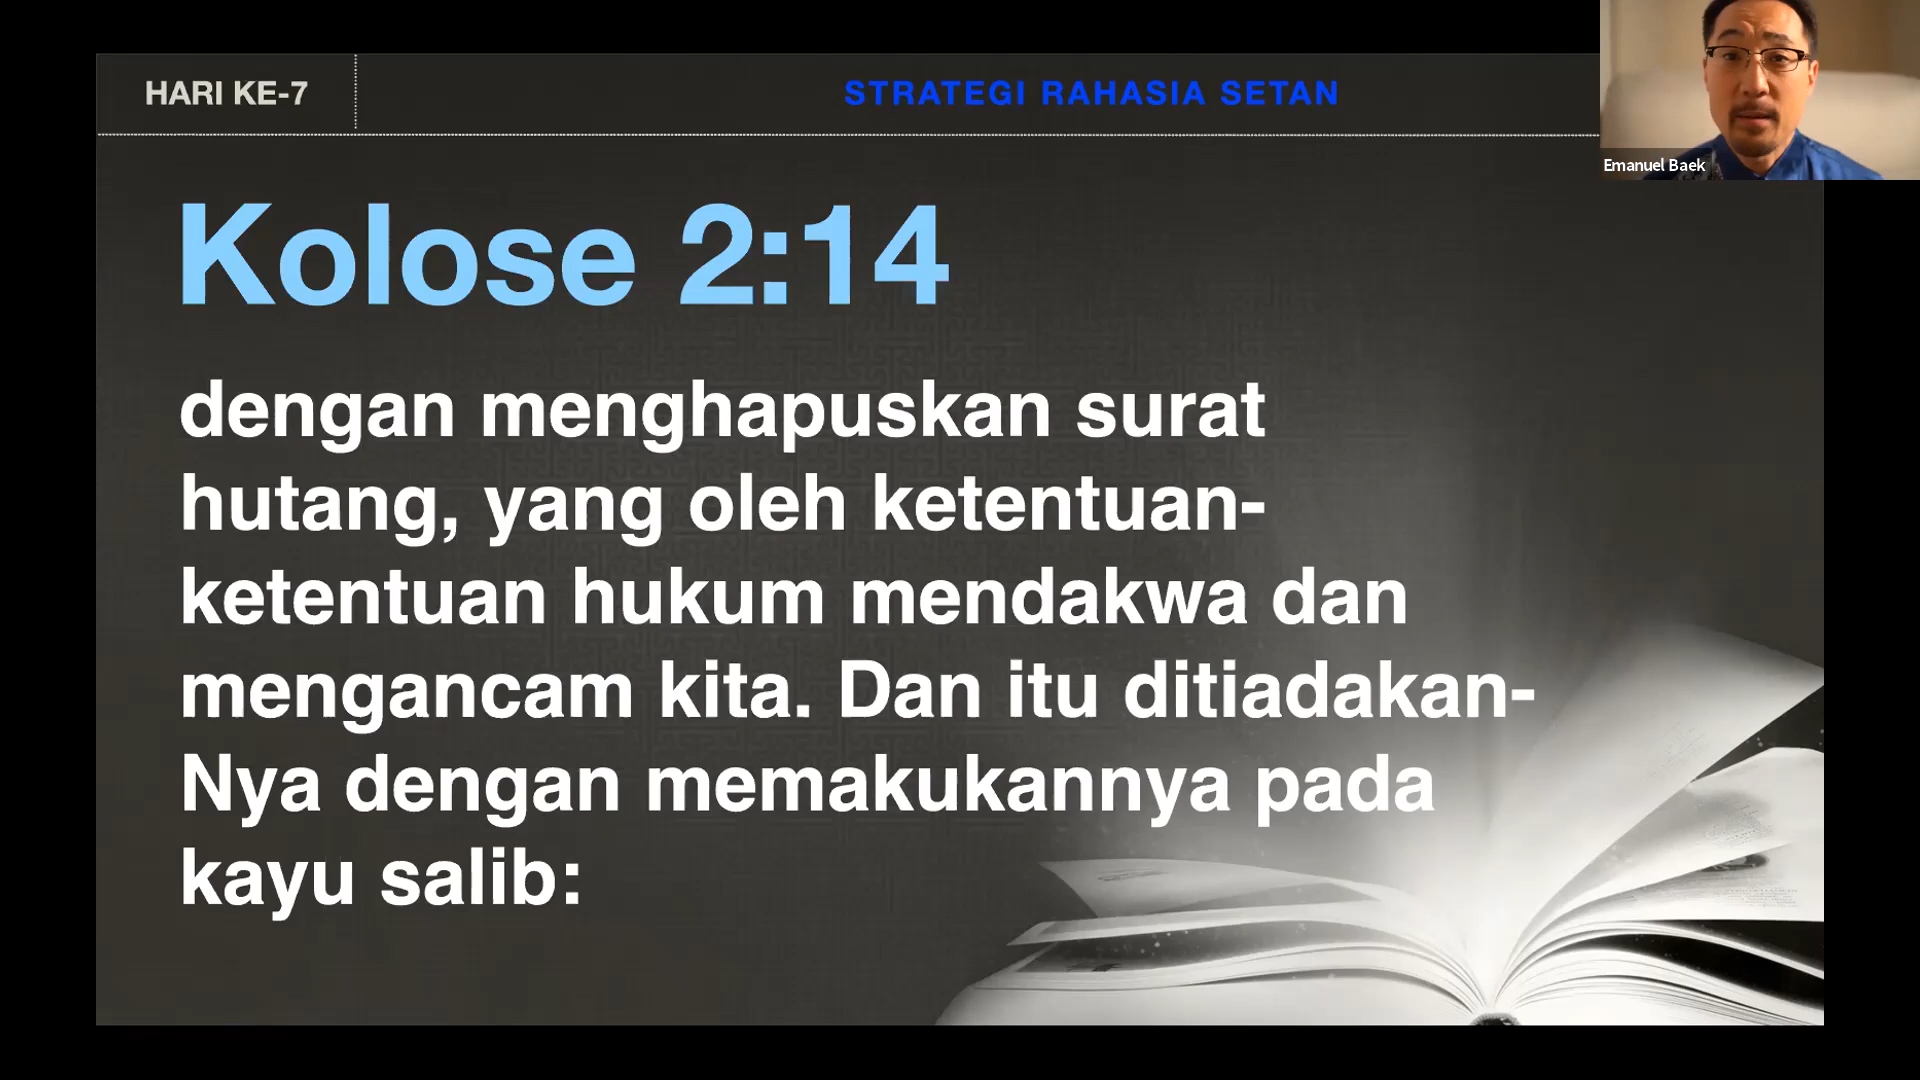 HARI KE-7
STRATEGI RAHASIA SETAN
Emanuel Baek
Kolose 2:14
dengan menghapuskan surat
hutang, yang oleh ketentuan-
ketentuan hukum mendakwa dan
mengancam kita. Dan itu ditiadakan-
Nya dengan memakukannya pada
kayu salib: